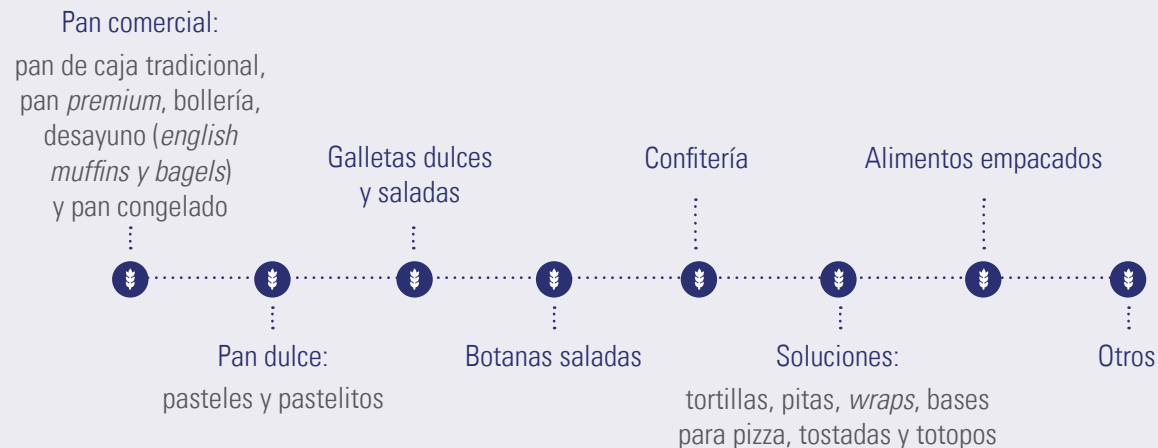 Pan comercial:
pan de caja tradicional,
pan premium, bollería,
desayuno (english
muffins y bagels)
y pan congelado
Galletas dulces
y saladas
Confitería
Alimentos empacados
Pan dulce:
pasteles y pastelitos
Botanas saladas
Soluciones:
tortillas, pitas, wraps, bases
para pizza, tostadas y totopos
Otros